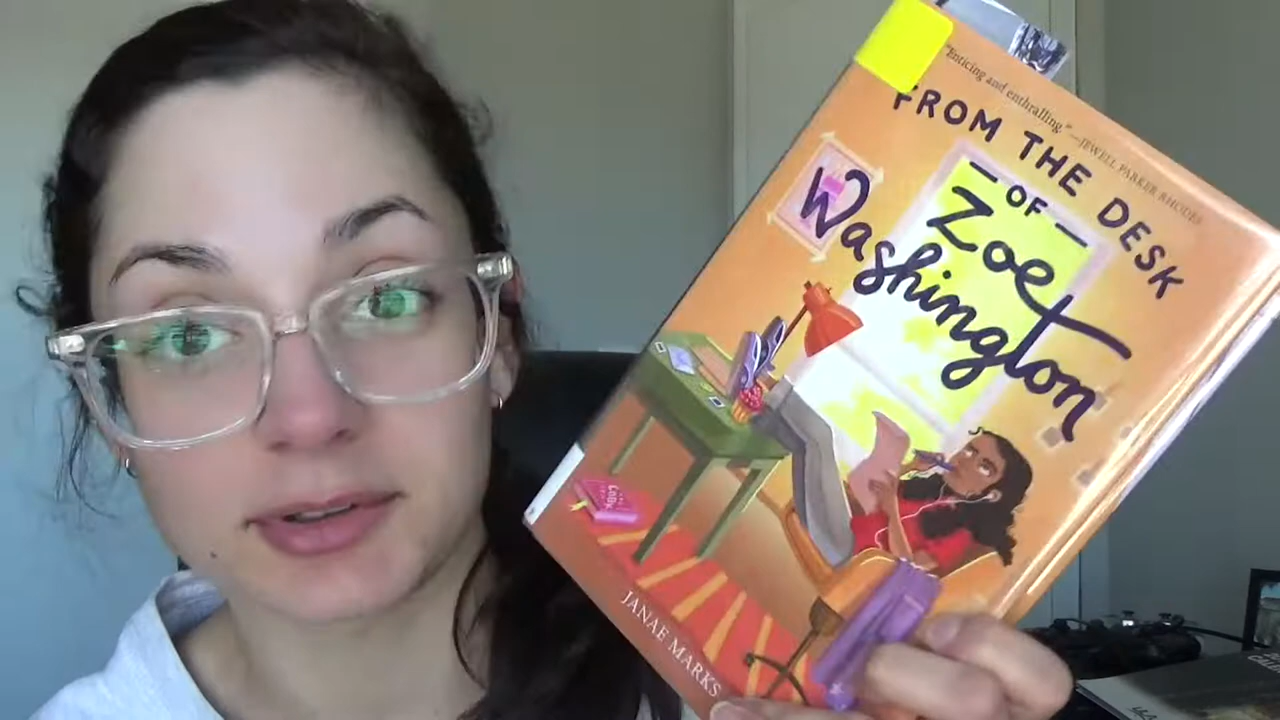 "Enticing and enthralling." —JEWELL PARKER RHODES
FROM THE DESK
— OF —
Zoe
Washington
JANAE MARKS